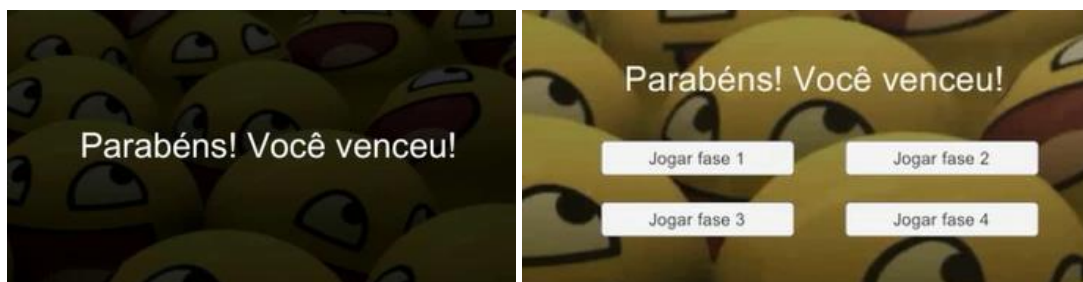 Parabéns! Você venceu!
Parabéns! Você venceu!
Jogar fase 1
Jogar fase 2
Jogar fase 3
Jogar fase 4